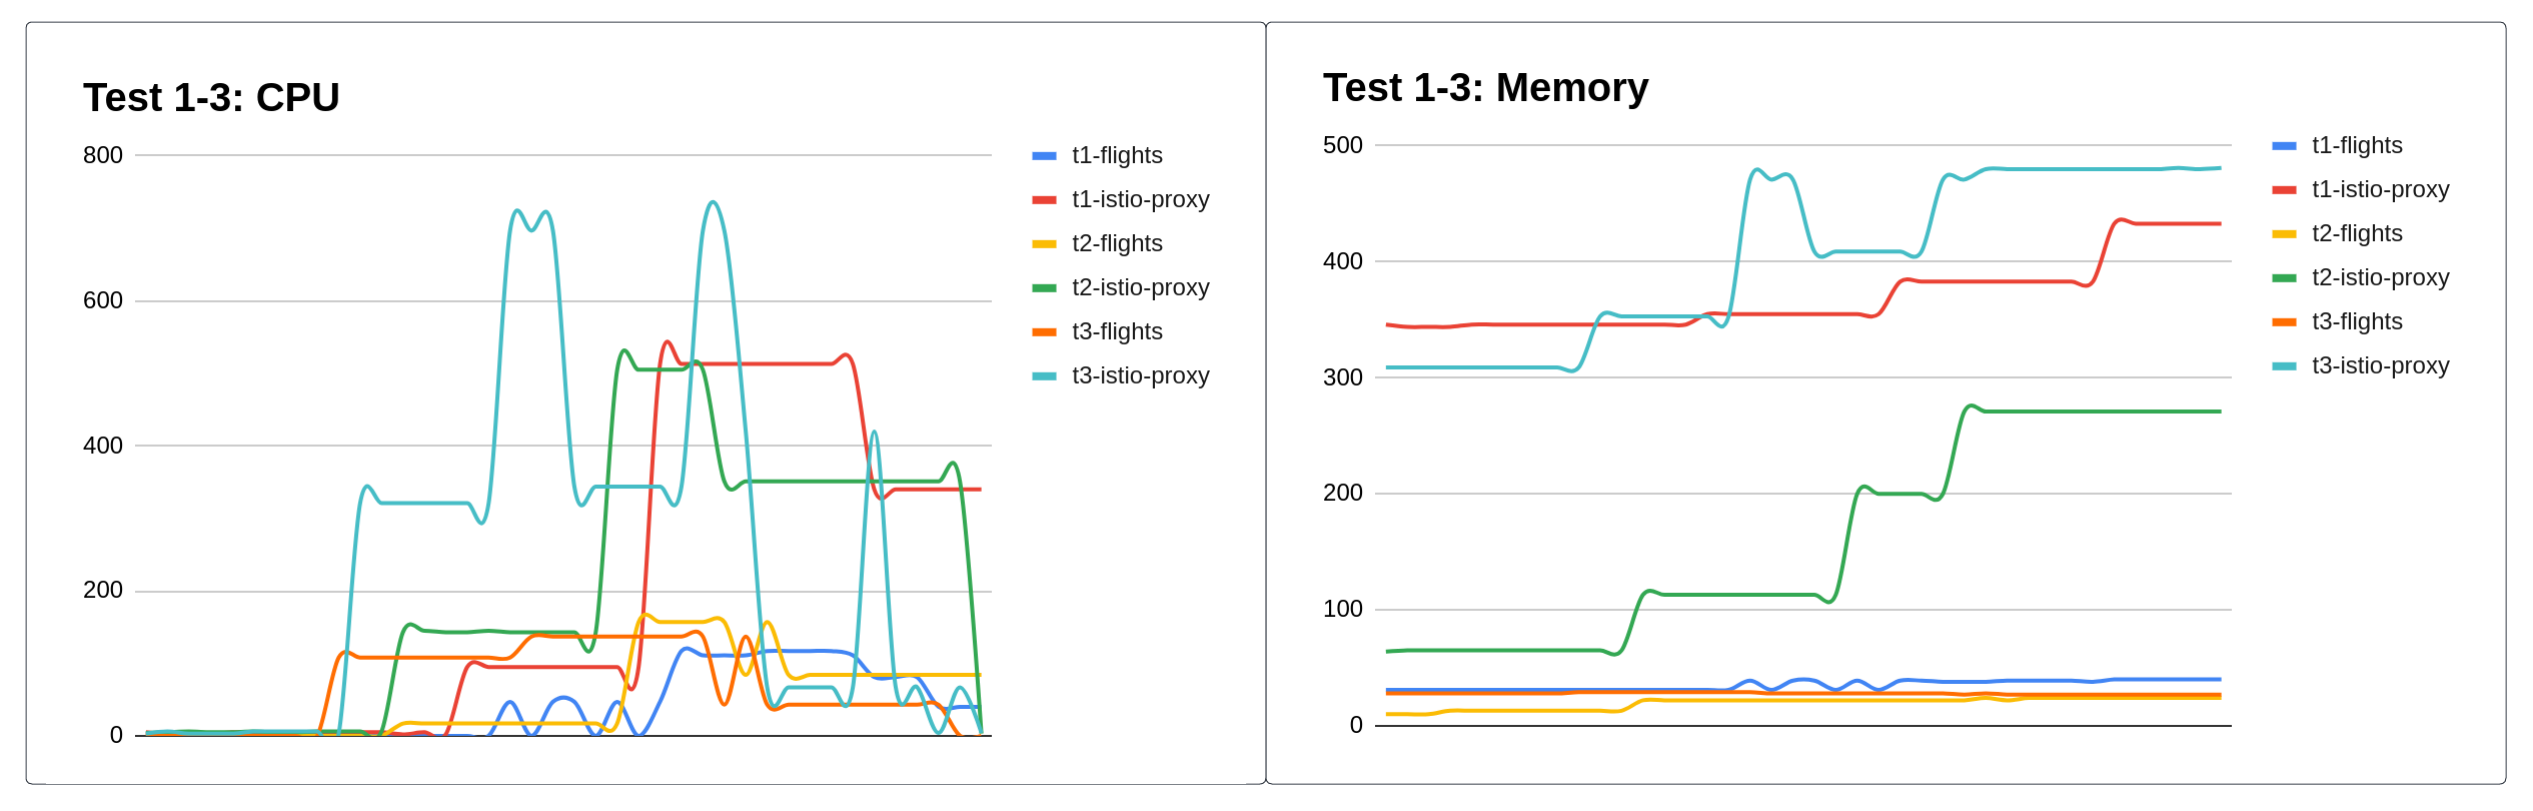 Test 1-3: CPU
800
600
400
200
0
t1-flights
t1-istio-proxy
t2-flights
t2-istio-proxy
t3-flights
t3-istio-proxy
Test 1-3: Memory
500
400
300
200
100
0
t1-flights
t1-istio-proxy
t2-flights
t2-istio-proxy
t3-flights
t3-istio-proxy